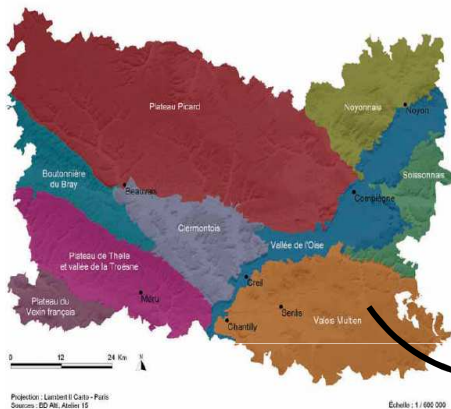 Plateau Picard
Noyonnais
Noyon
Boutonnière
du Bray
Soissonnais
Beauvais
Compiègne
Clermontois
Plateau de Thelle
et vallée de la Troësne
Vallée de l'Oise
Creil
Plateau du
Vexin français
Méru
Senlis
Valois Multien
Chantilly
0 12 24 Km
Projection : Lambert II Carto - Paris
Sources : BD Alti, Atelier 15
Échelle : 1 / 600 000